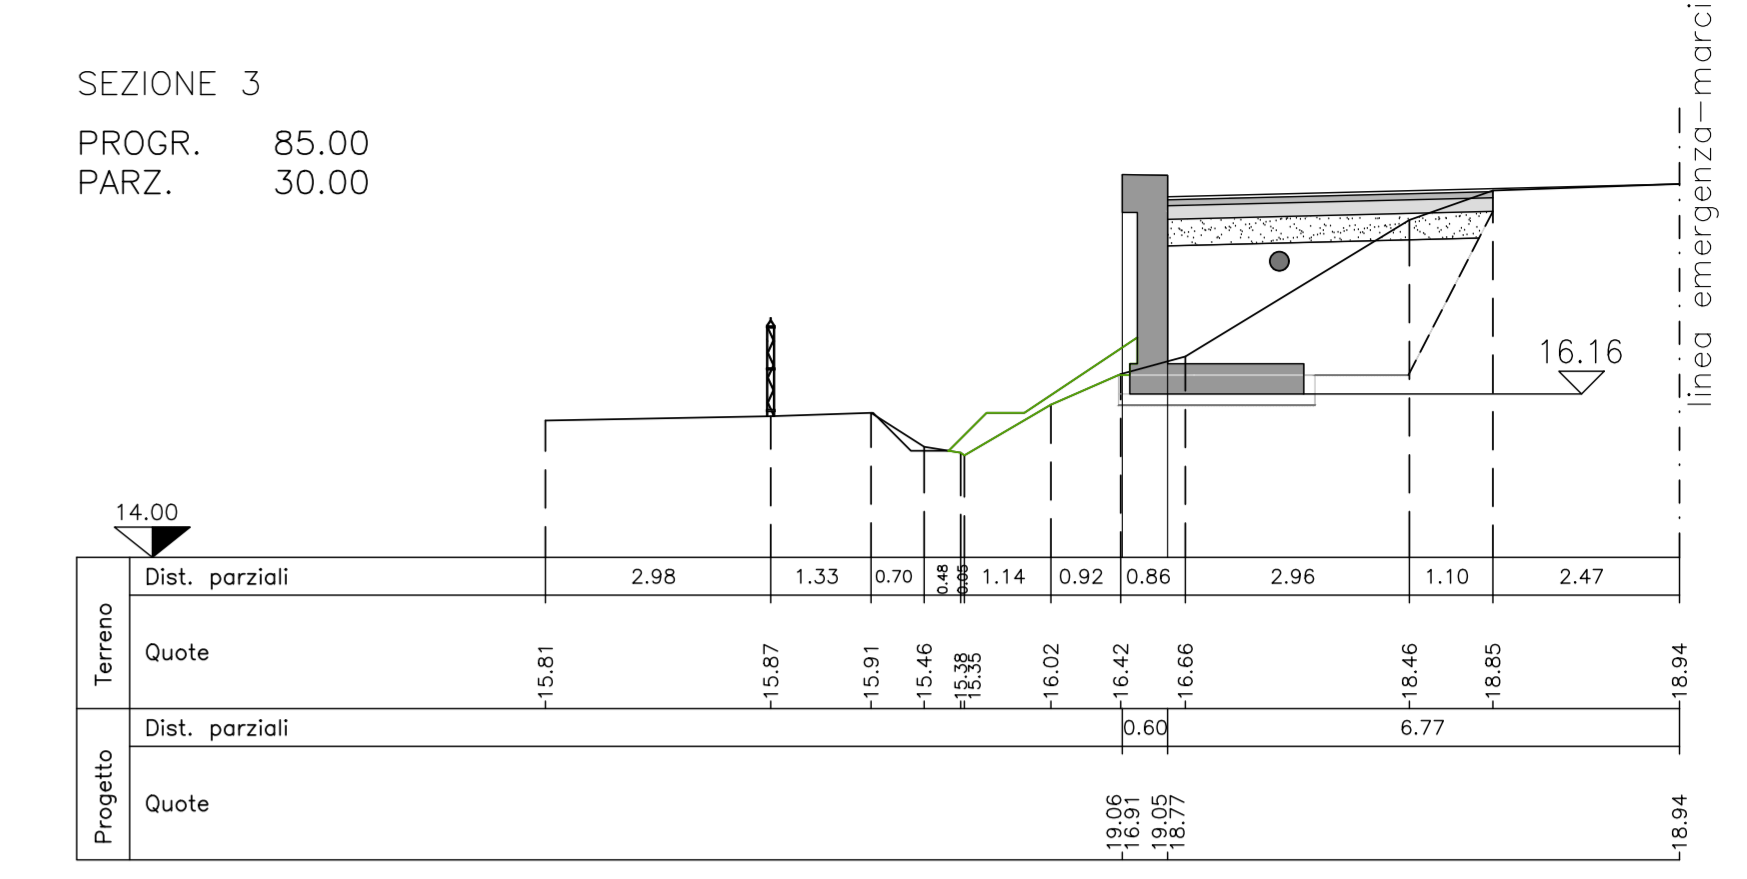 SEZIONE 3
PROGR. 85.00
PARZ. 30.00
linea emergenza-marci
16.16
14.00
Terreno
Dist. parziali 2.98 1.33 0.70 0.48 0.05 1.14 0.92 0.86 2.96 1.10 2.47
Quote 15.81 15.87 15.91 15.46 15.38 15.35 16.02 16.42 16.66 18.46 18.85 18.94
Progetto
Dist. parziali 0.60 6.77
Quote 19.06 16.91 19.05 18.77 18.94